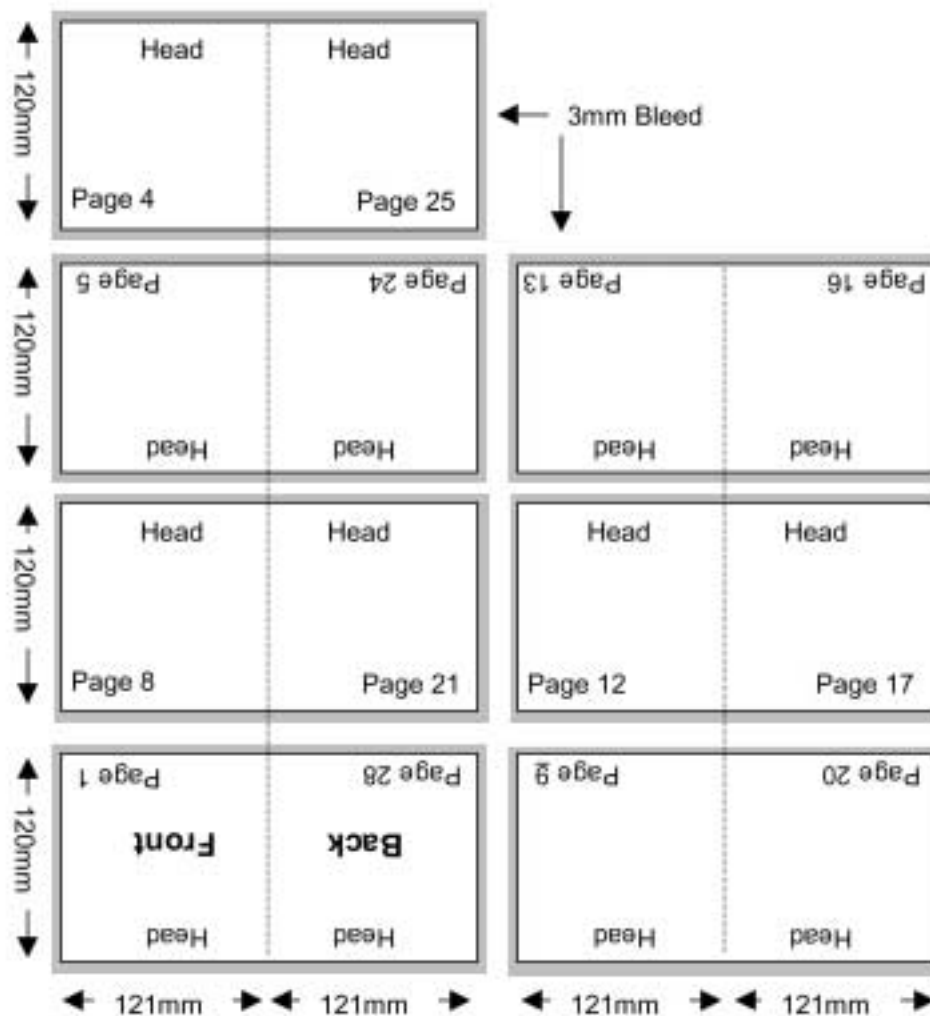 Head Head
120mm
3mm Bleed
Page 4 Page 25
Page 5 Page 24 Page 13 Page 16
120mm
Head Head Head Head
Head Head Head Head
120mm
Page 8 Page 21 Page 12 Page 17
Page 1 Page 28 Page 9 Page 20
120mm
Front Back
Head Head Head Head
121mm 121mm 121mm 121mm